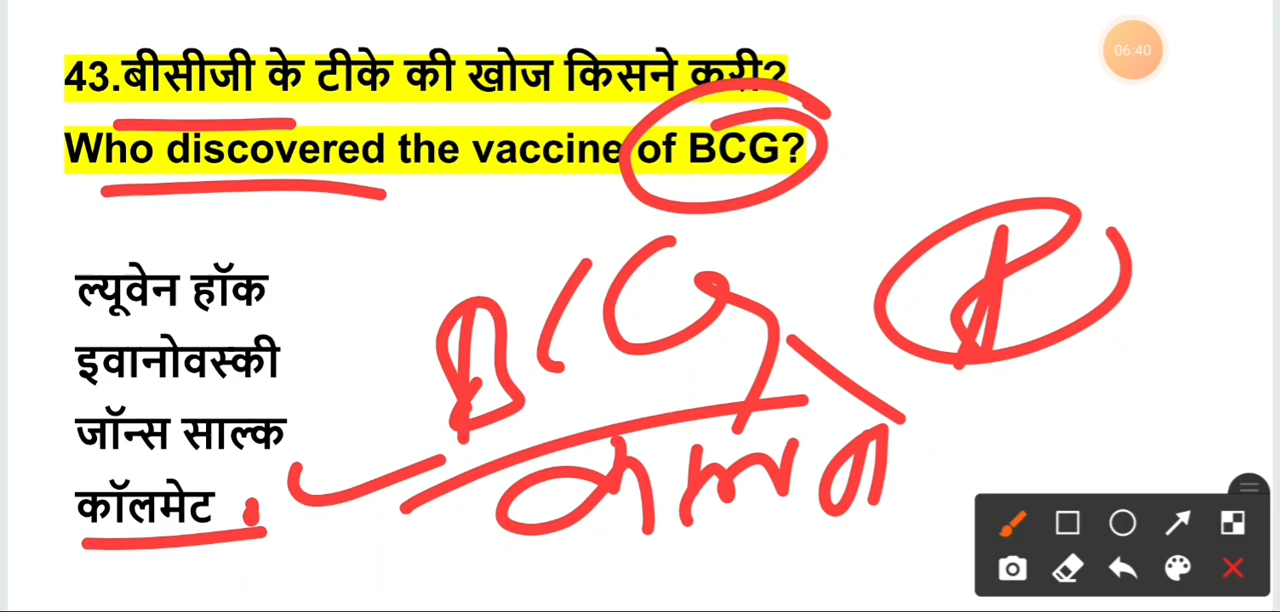 06:40
43.बीसीजी के टीके की खोज किसने करी?
Who discovered the vaccine of BCG?
ल्यूवेन हॉक
इवानोवस्की
जॉन्स साल्क
कॉलमेट
BCG